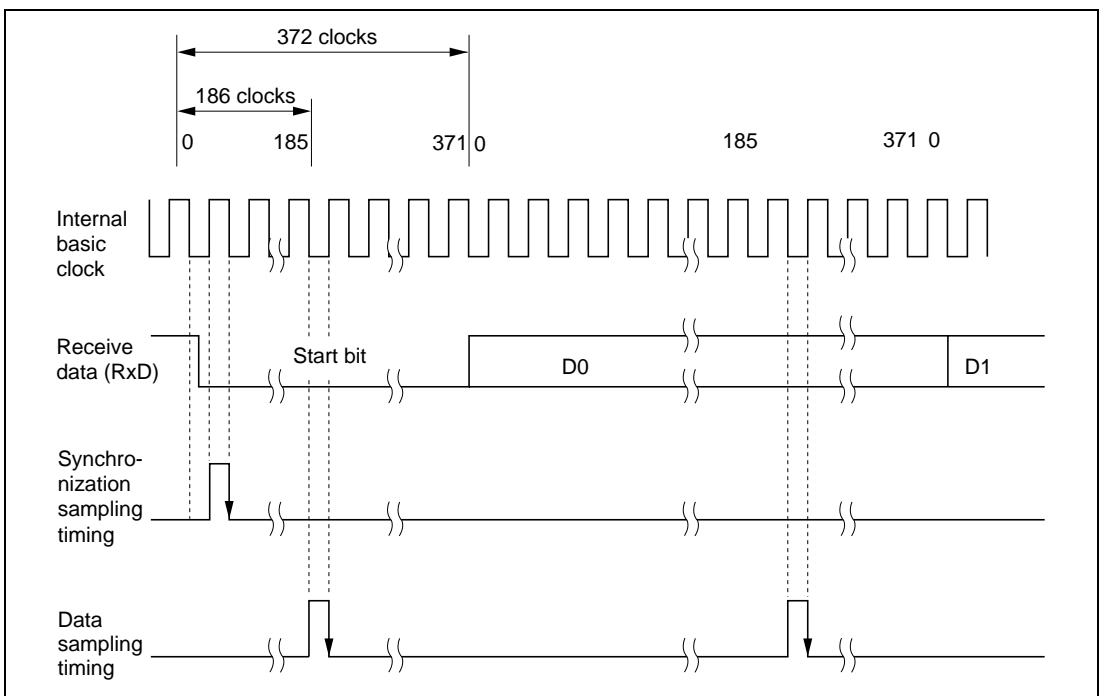 372 clocks
186 clocks
0 185 371 0 185 371 0
Internal
basic
clock
Receive
data (RxD)
Start bit
D0
D1
Synchro-
nization
sampling
timing
Data
sampling
timing